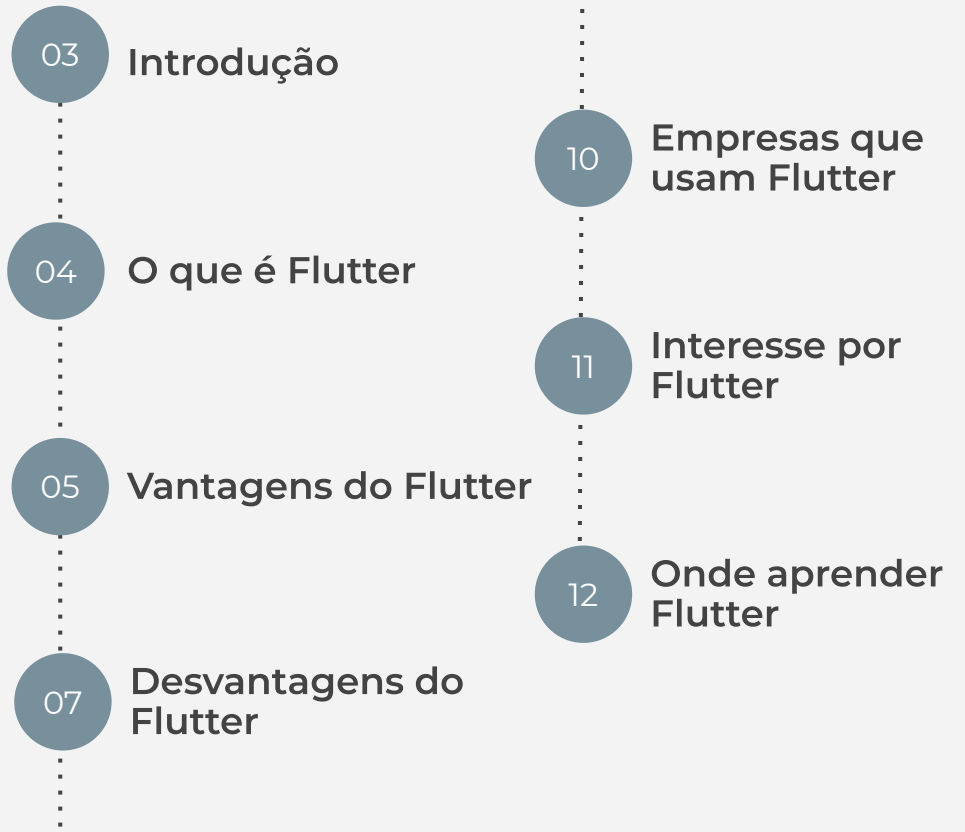 03
Introdução
04
O que é Flutter
05
Vantagens do Flutter
07
Desvantagens do
Flutter
10
Empresas que
usam Flutter
11
Interesse por
Flutter
12
Onde aprender
Flutter